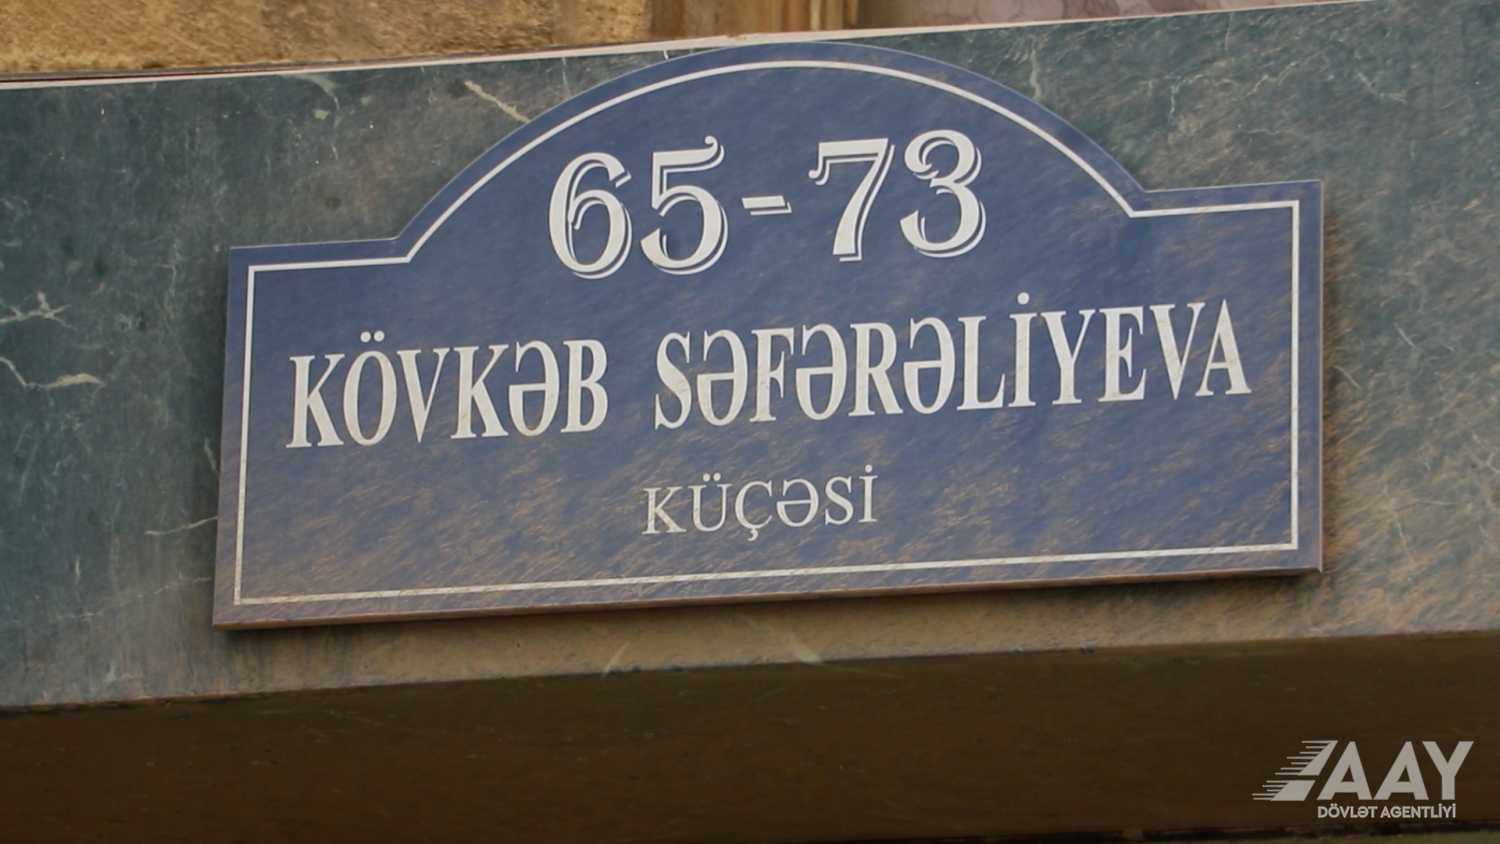 65-73
KÖVKƏB SƏFƏRƏLİYEVA
KÜÇƏSİ
AAY
DÖVLƏT AGENTLİYİ